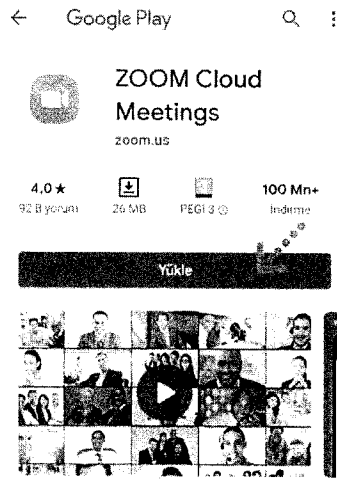 Google Play
ZOOM Cloud
Meetings
zoom.us
4.0★
100 Mn+
92 B yorum
26 MB
PEGI 3
İndirme
Yükle